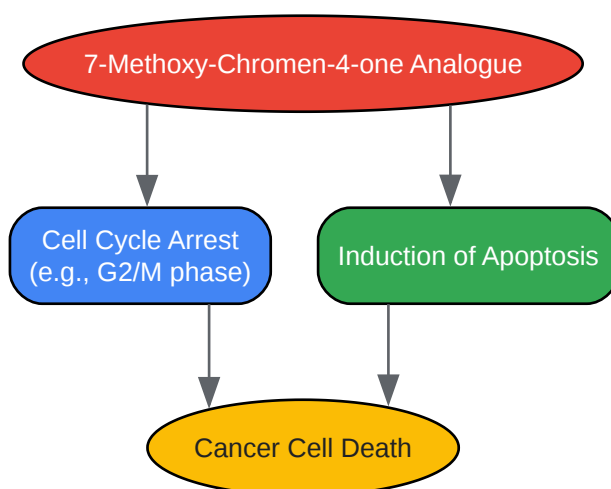 7-Methoxy-Chromen-4-one Analogue
Cell Cycle Arrest
(e.g., G2/M phase)
Induction of Apoptosis
Cancer Cell Death